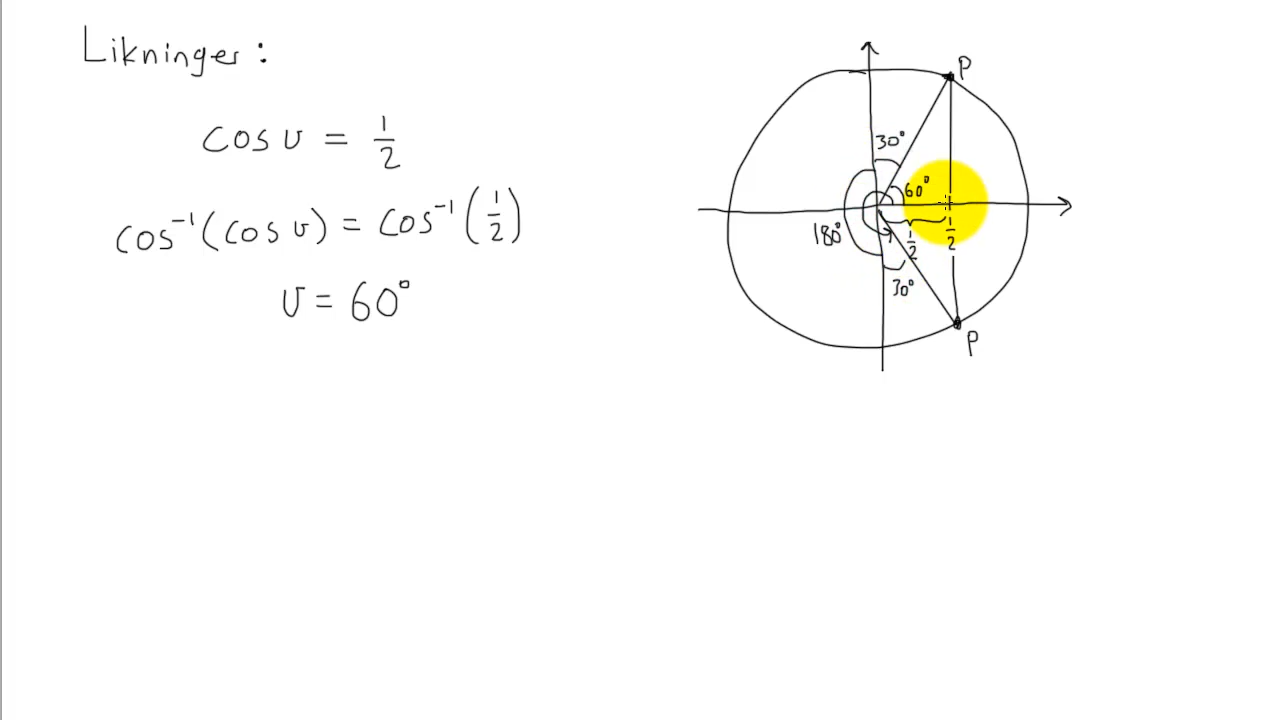 Likninger:
cos v = 1/2
cos⁻¹(cos v) = cos⁻¹(1/2)
v = 60°
P
30°
60°
180°
1/2
1/2
30°
P